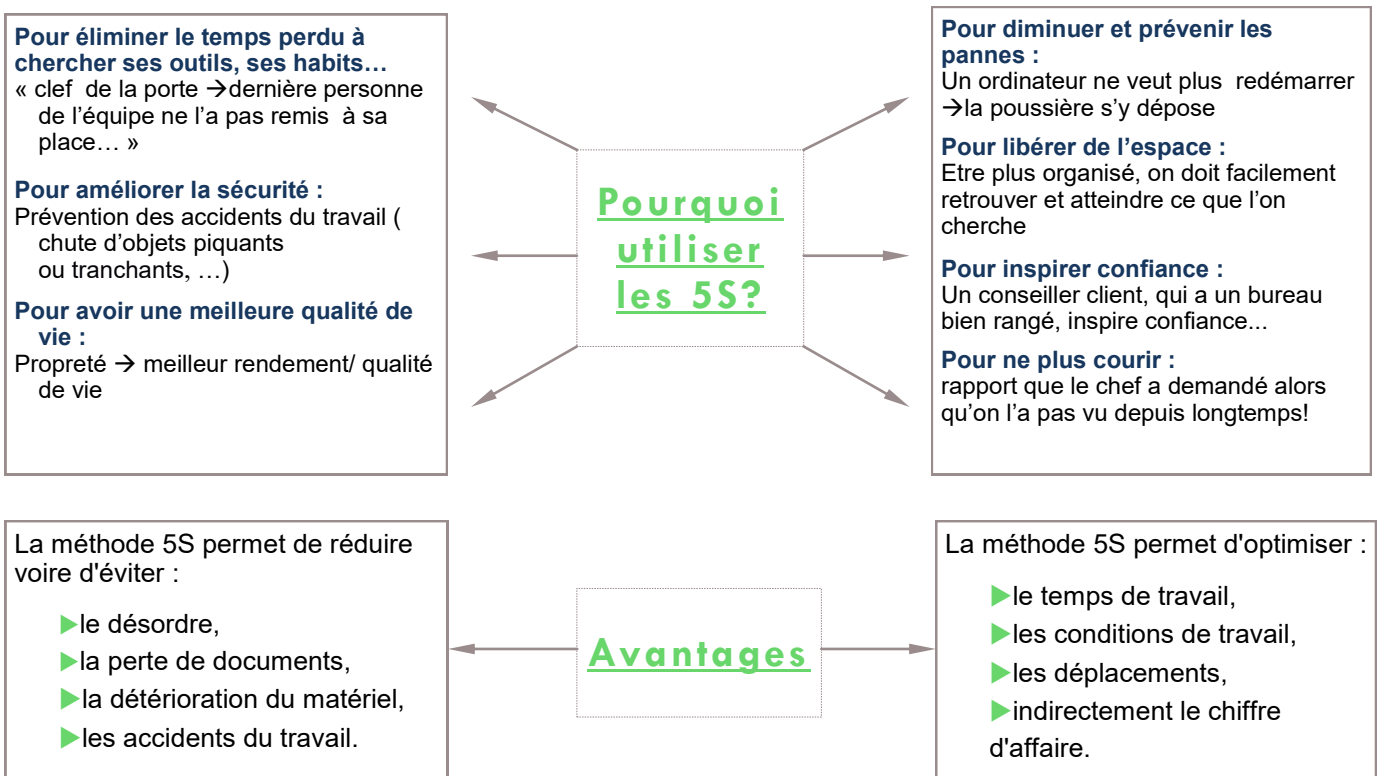 Pour éliminer le temps perdu à
chercher ses outils, ses habits…
« clef  de la porte →dernière personne
de l’équipe ne l’a pas remis  à sa
place… »
Pour améliorer la sécurité :
Prévention des accidents du travail (
chute d’objets piquants
ou tranchants, …)
Pour avoir une meilleure qualité de
vie :
Propreté → meilleur rendement/ qualité
de vie
Pourquoi
utiliser
les 5S?
Pour diminuer et prévenir les
pannes :
Un ordinateur ne veut plus  redémarrer
→la poussière s’y dépose
Pour libérer de l’espace :
Etre plus organisé, on doit facilement
retrouver et atteindre ce que l’on
cherche
Pour inspirer confiance :
Un conseiller client, qui a un bureau
bien rangé, inspire confiance...
Pour ne plus courir :
rapport que le chef a demandé alors
qu’on l’a pas vu depuis longtemps!
La méthode 5S permet de réduire
voire d'éviter :
▶le désordre,
▶la perte de documents,
▶la détérioration du matériel,
▶les accidents du travail.
Avantages
La méthode 5S permet d'optimiser :
▶le temps de travail,
▶les conditions de travail,
▶les déplacements,
▶indirectement le chiffre
d'affaire.